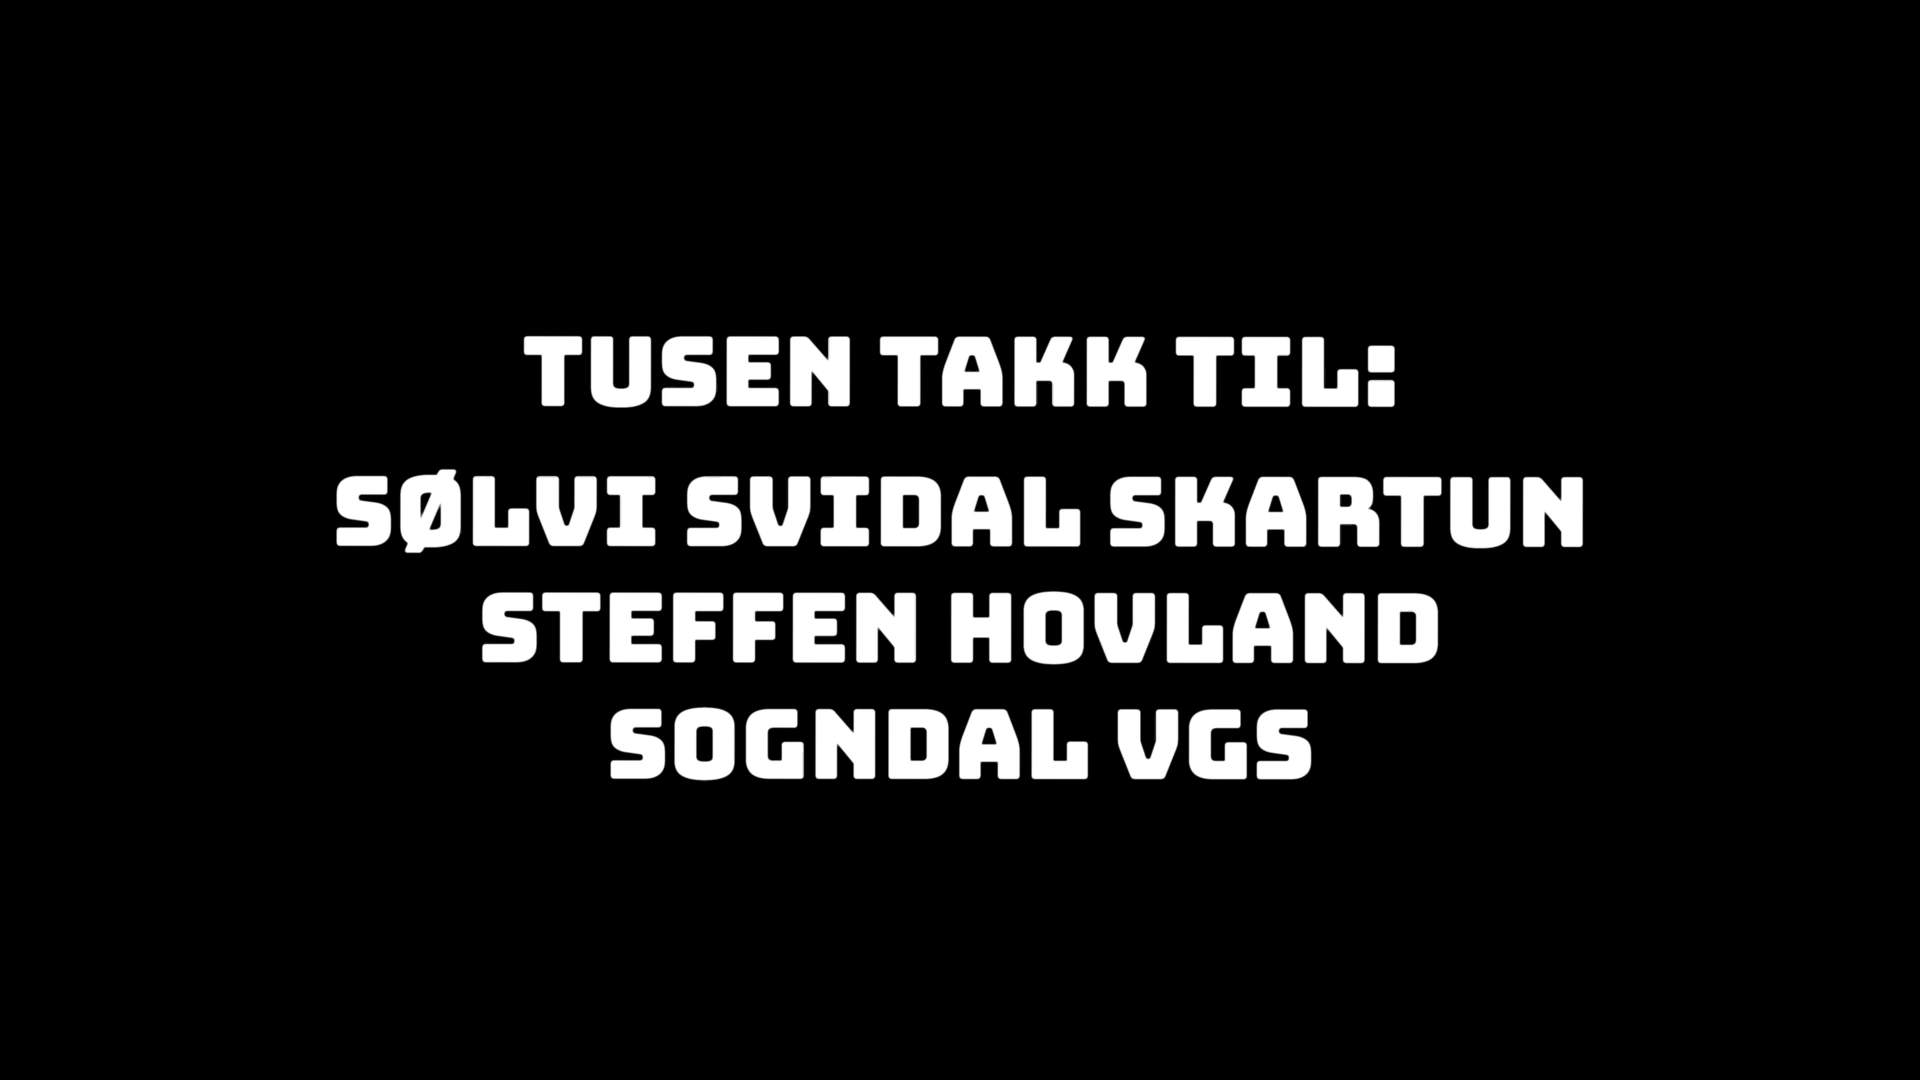 TUSEN TAKK TIL:
SØLVI SVIDAL SKARTUN
STEFFEN HOVLAND
SOGNDAL VGS